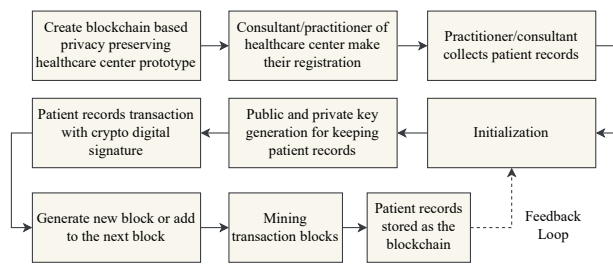 Create blockchain based
privacy preserving
healthcare center prototype
Consultant/practitioner of
healthcare center make
their registration
Practitioner/consultant
collects patient records
Patient records transaction
with crypto digital
signature
Public and private key
generation for keeping
patient records
Initialization
Generate new block or add
to the next block
Mining
transaction blocks
Patient records
stored as the
blockchain
Feedback
Loop